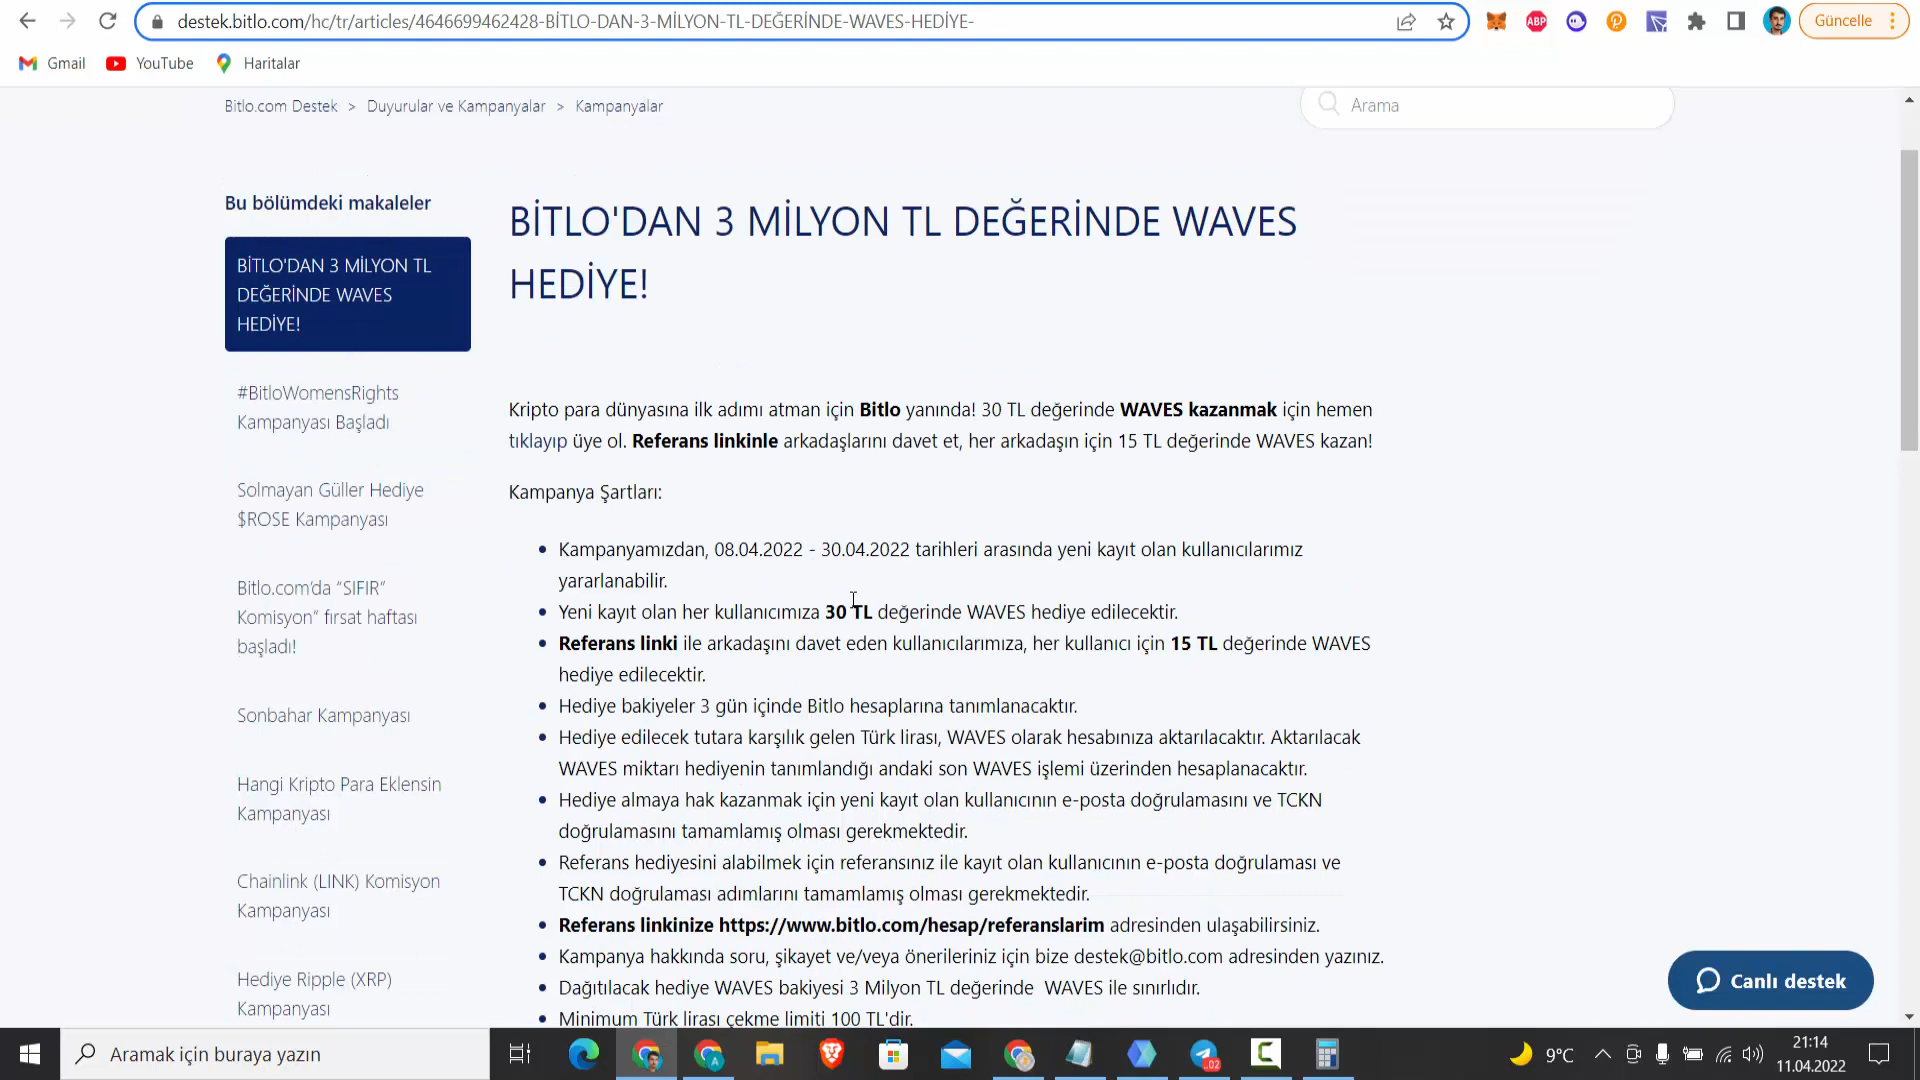 destek.bitlo.com/hc/tr/articles/4646699462428-BİTLO-DAN-3-MİLYON-TL-DEĞERİNDE-WAVES-HEDİYE-
ABP
Güncelle
Gmail
YouTube
Haritalar
Bitlo.com Destek > Duyurular ve Kampanyalar > Kampanyalar
Arama
Bu bölümdeki makaleler
BİTLO'DAN 3 MİLYON TL
DEĞERİNDE WAVES
HEDİYE!
#BitloWomensRights
Kampanyası Başladı
Solmayan Güller Hediye
$ROSE Kampanyası
Bitlo.com’da “SIFIR”
Komisyon” fırsat haftası
başladı!
Sonbahar Kampanyası
Hangi Kripto Para Eklensin
Kampanyası
Chainlink (LINK) Komisyon
Kampanyası
Hediye Ripple (XRP)
Kampanyası
BİTLO'DAN 3 MİLYON TL DEĞERİNDE WAVES
HEDİYE!
Kripto para dünyasına ilk adımı atman için Bitlo yanında! 30 TL değerinde WAVES kazanmak için hemen
tıklayıp üye ol. Referans linkinle arkadaşlarını davet et, her arkadaşın için 15 TL değerinde WAVES kazan!
Kampanya Şartları:
• Kampanyamızdan, 08.04.2022 - 30.04.2022 tarihleri arasında yeni kayıt olan kullanıcılarımız
yararlanabilir.
• Yeni kayıt olan her kullanıcımıza 30 TL değerinde WAVES hediye edilecektir.
• Referans linki ile arkadaşını davet eden kullanıcılarımıza, her kullanıcı için 15 TL değerinde WAVES
hediye edilecektir.
• Hediye bakiyeler 3 gün içinde Bitlo hesaplarına tanımlanacaktır.
• Hediye edilecek tutara karşılık gelen Türk lirası, WAVES olarak hesabınıza aktarılacaktır. Aktarılacak
WAVES miktarı hediyenin tanımlandığı andaki son WAVES işlemi üzerinden hesaplanacaktır.
• Hediye almaya hak kazanmak için yeni kayıt olan kullanıcının e-posta doğrulamasını ve TCKN
doğrulamasını tamamlamış olması gerekmektedir.
• Referans hediyesini alabilmek için referansınız ile kayıt olan kullanıcının e-posta doğrulaması ve
TCKN doğrulaması adımlarını tamamlamış olması gerekmektedir.
• Referans linkinize https://www.bitlo.com/hesap/referanslarim adresinden ulaşabilirsiniz.
• Kampanya hakkında soru, şikayet ve/veya önerileriniz için bize destek@bitlo.com adresinden yazınız.
• Dağıtılacak hediye WAVES bakiyesi 3 Milyon TL değerinde WAVES ile sınırlıdır.
• Minimum Türk lirası çekme limiti 100 TL'dir.
Canlı destek
Aramak için buraya yazın
9°C
21:14
11.04.2022